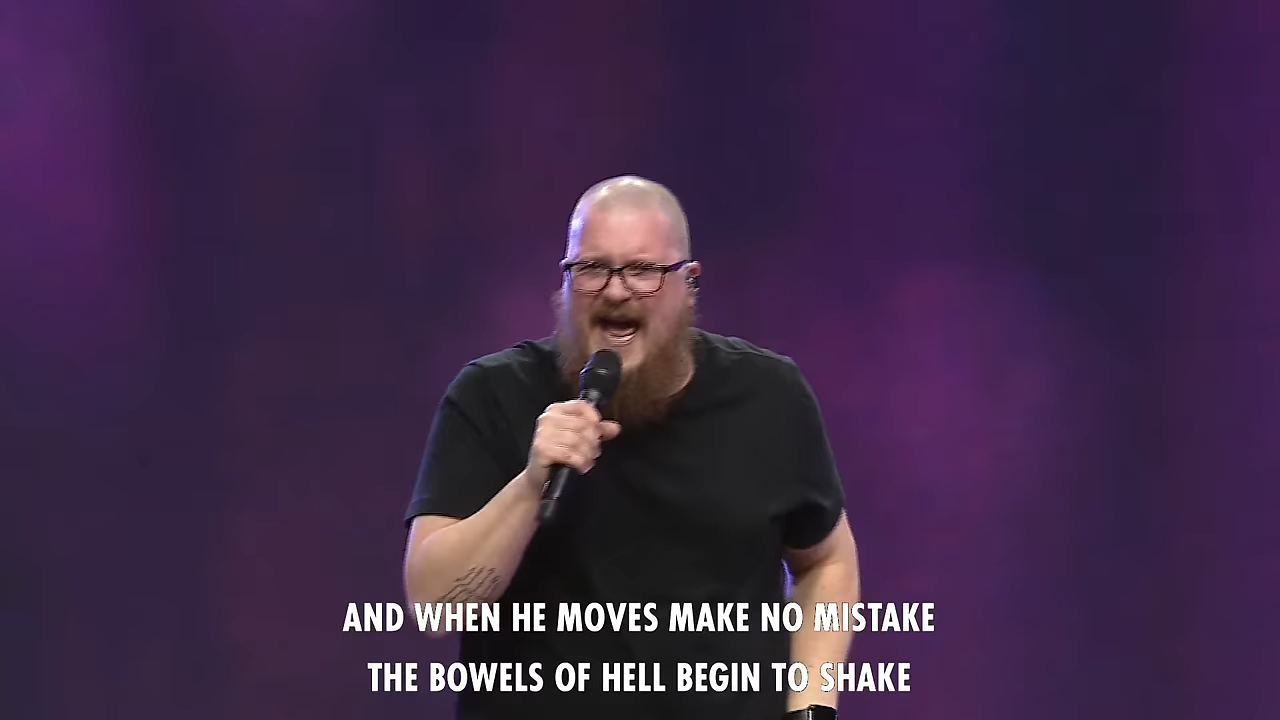 AND WHEN HE MOVES MAKE NO MISTAKE
THE BOWELS OF HELL BEGIN TO SHAKE